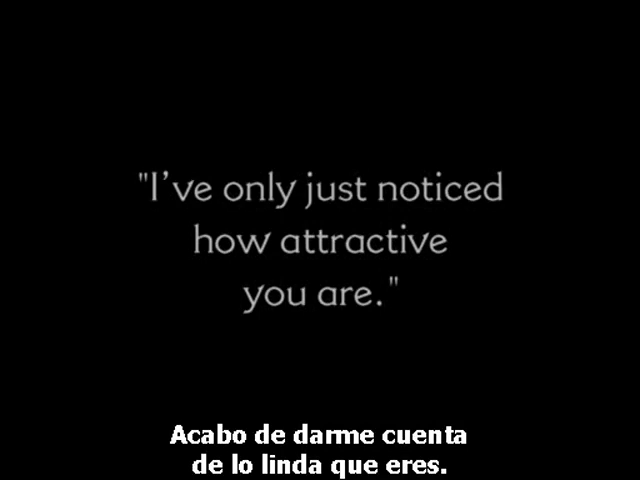 "I've only just noticed
how attractive
you are."
Acabo de darme cuenta
de lo linda que eres.